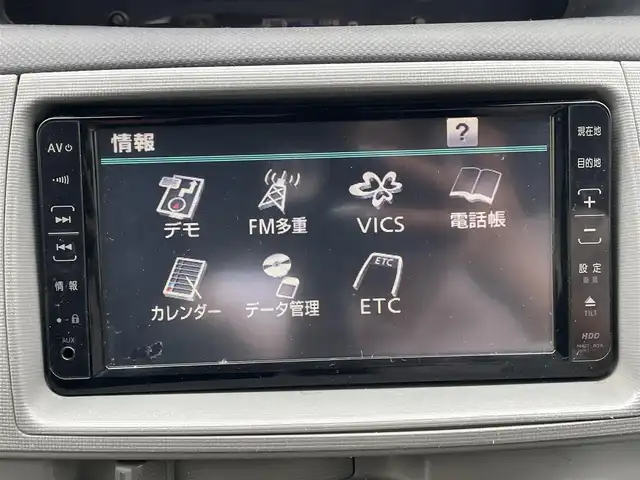 AV
情報
?
現在地
目的地
デモ
FM多重
VICS
電話帳
+
-
設定
カレンダー
データ管理
ETC
ETC
情報
AUX
TILT
HDD